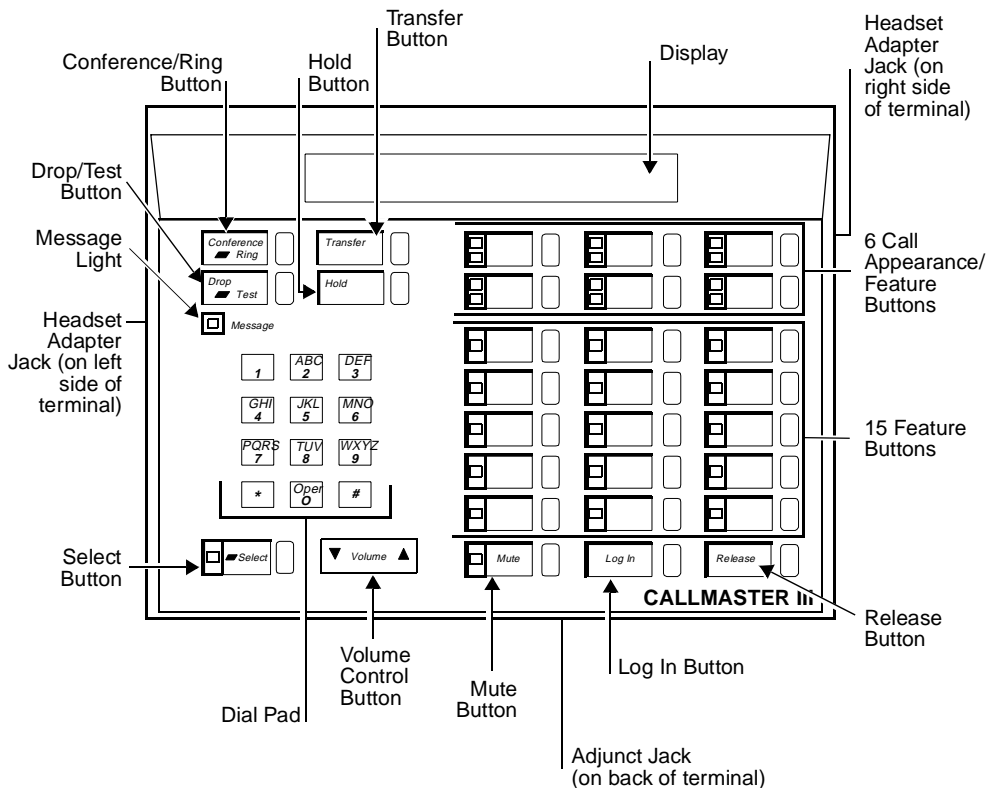 Transfer
Button
Headset
Adapter
Jack (on
right side
of terminal)
Display
Conference/Ring
Button
Hold
Button
Drop/Test
Button
Message
Light
Headset
Adapter
Jack (on left
side of
terminal)
Conference
Ring
Transfer
Drop
Test
Hold
Message
6 Call
Appearance/
Feature
Buttons
1
ABC
2
DEF
3
GHI
4
JKL
5
MNO
6
PQRS
7
TUV
8
WXYZ
9
*
Oper
0
#
15 Feature
Buttons
Select
Button
Select
Volume
Mute
Log In
Release
CALLMASTER III
Release
Button
Volume
Control
Button
Mute
Button
Log In Button
Dial Pad
Adjunct Jack
(on back of terminal)